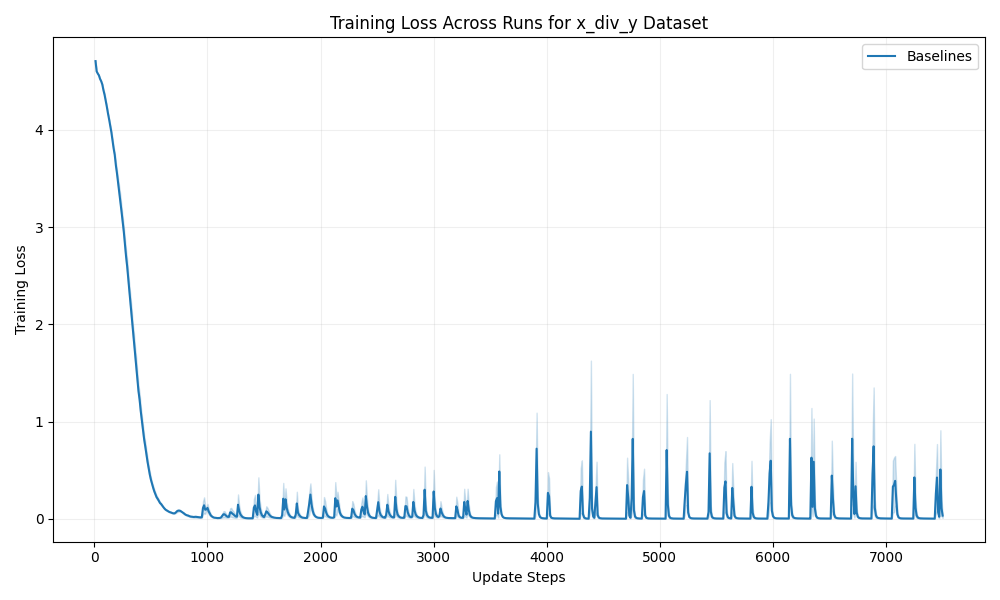 Training Loss Across Runs for x_div_y Dataset
Baselines
Training Loss
4
3
2
1
0
0 1000 2000 3000 4000 5000 6000 7000
Update Steps